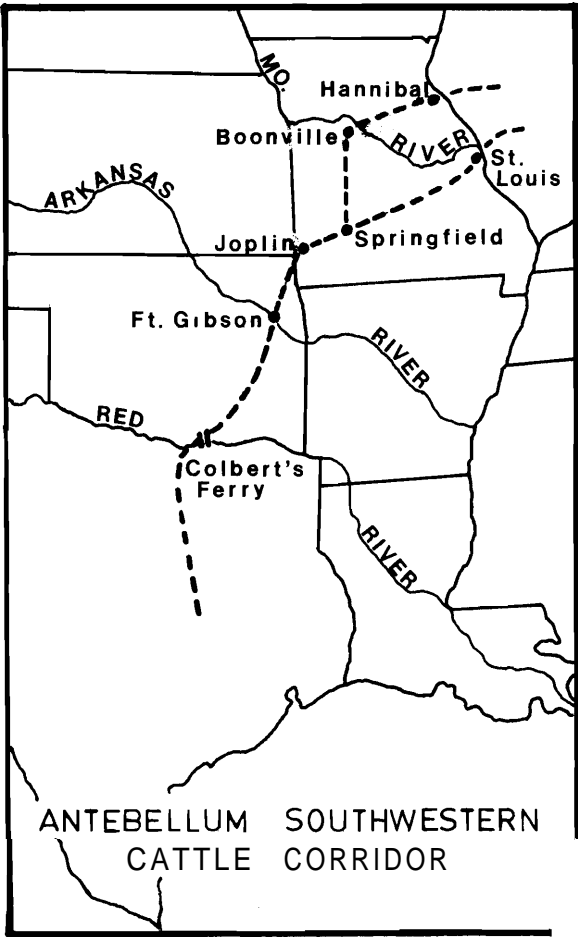 MO.
Hannibal
Boonville
RIVER
St.
Louis
ARKANSAS
Joplin
Springfield
Ft. Gibson
RIVER
RED
Colbert's
Ferry
RIVER
ANTEBELLUM SOUTHWESTERN
CATTLE CORRIDOR